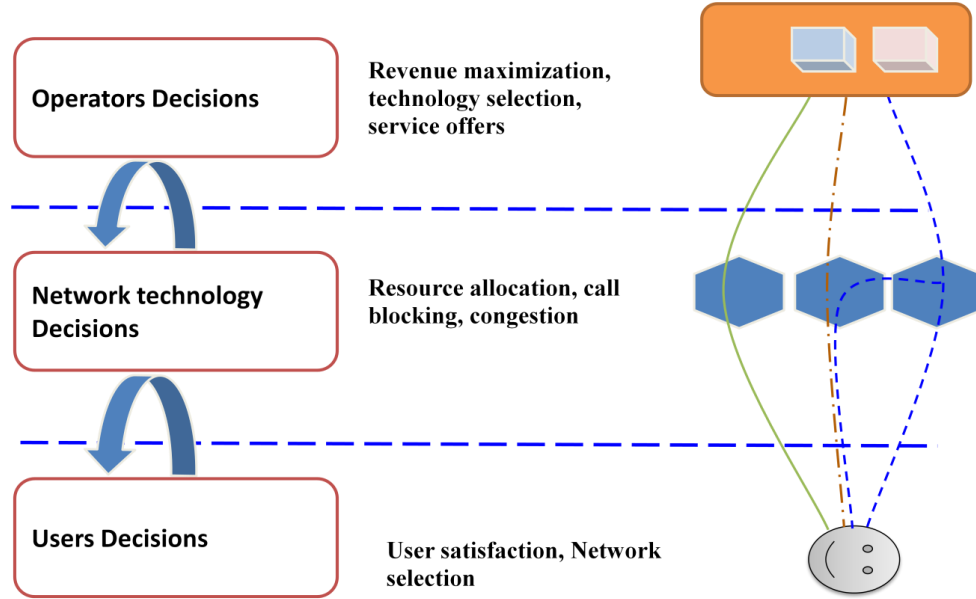 Operators Decisions
Revenue maximization,
technology selection,
service offers
Network technology
Decisions
Resource allocation, call
blocking, congestion
Users Decisions
User satisfaction, Network
selection